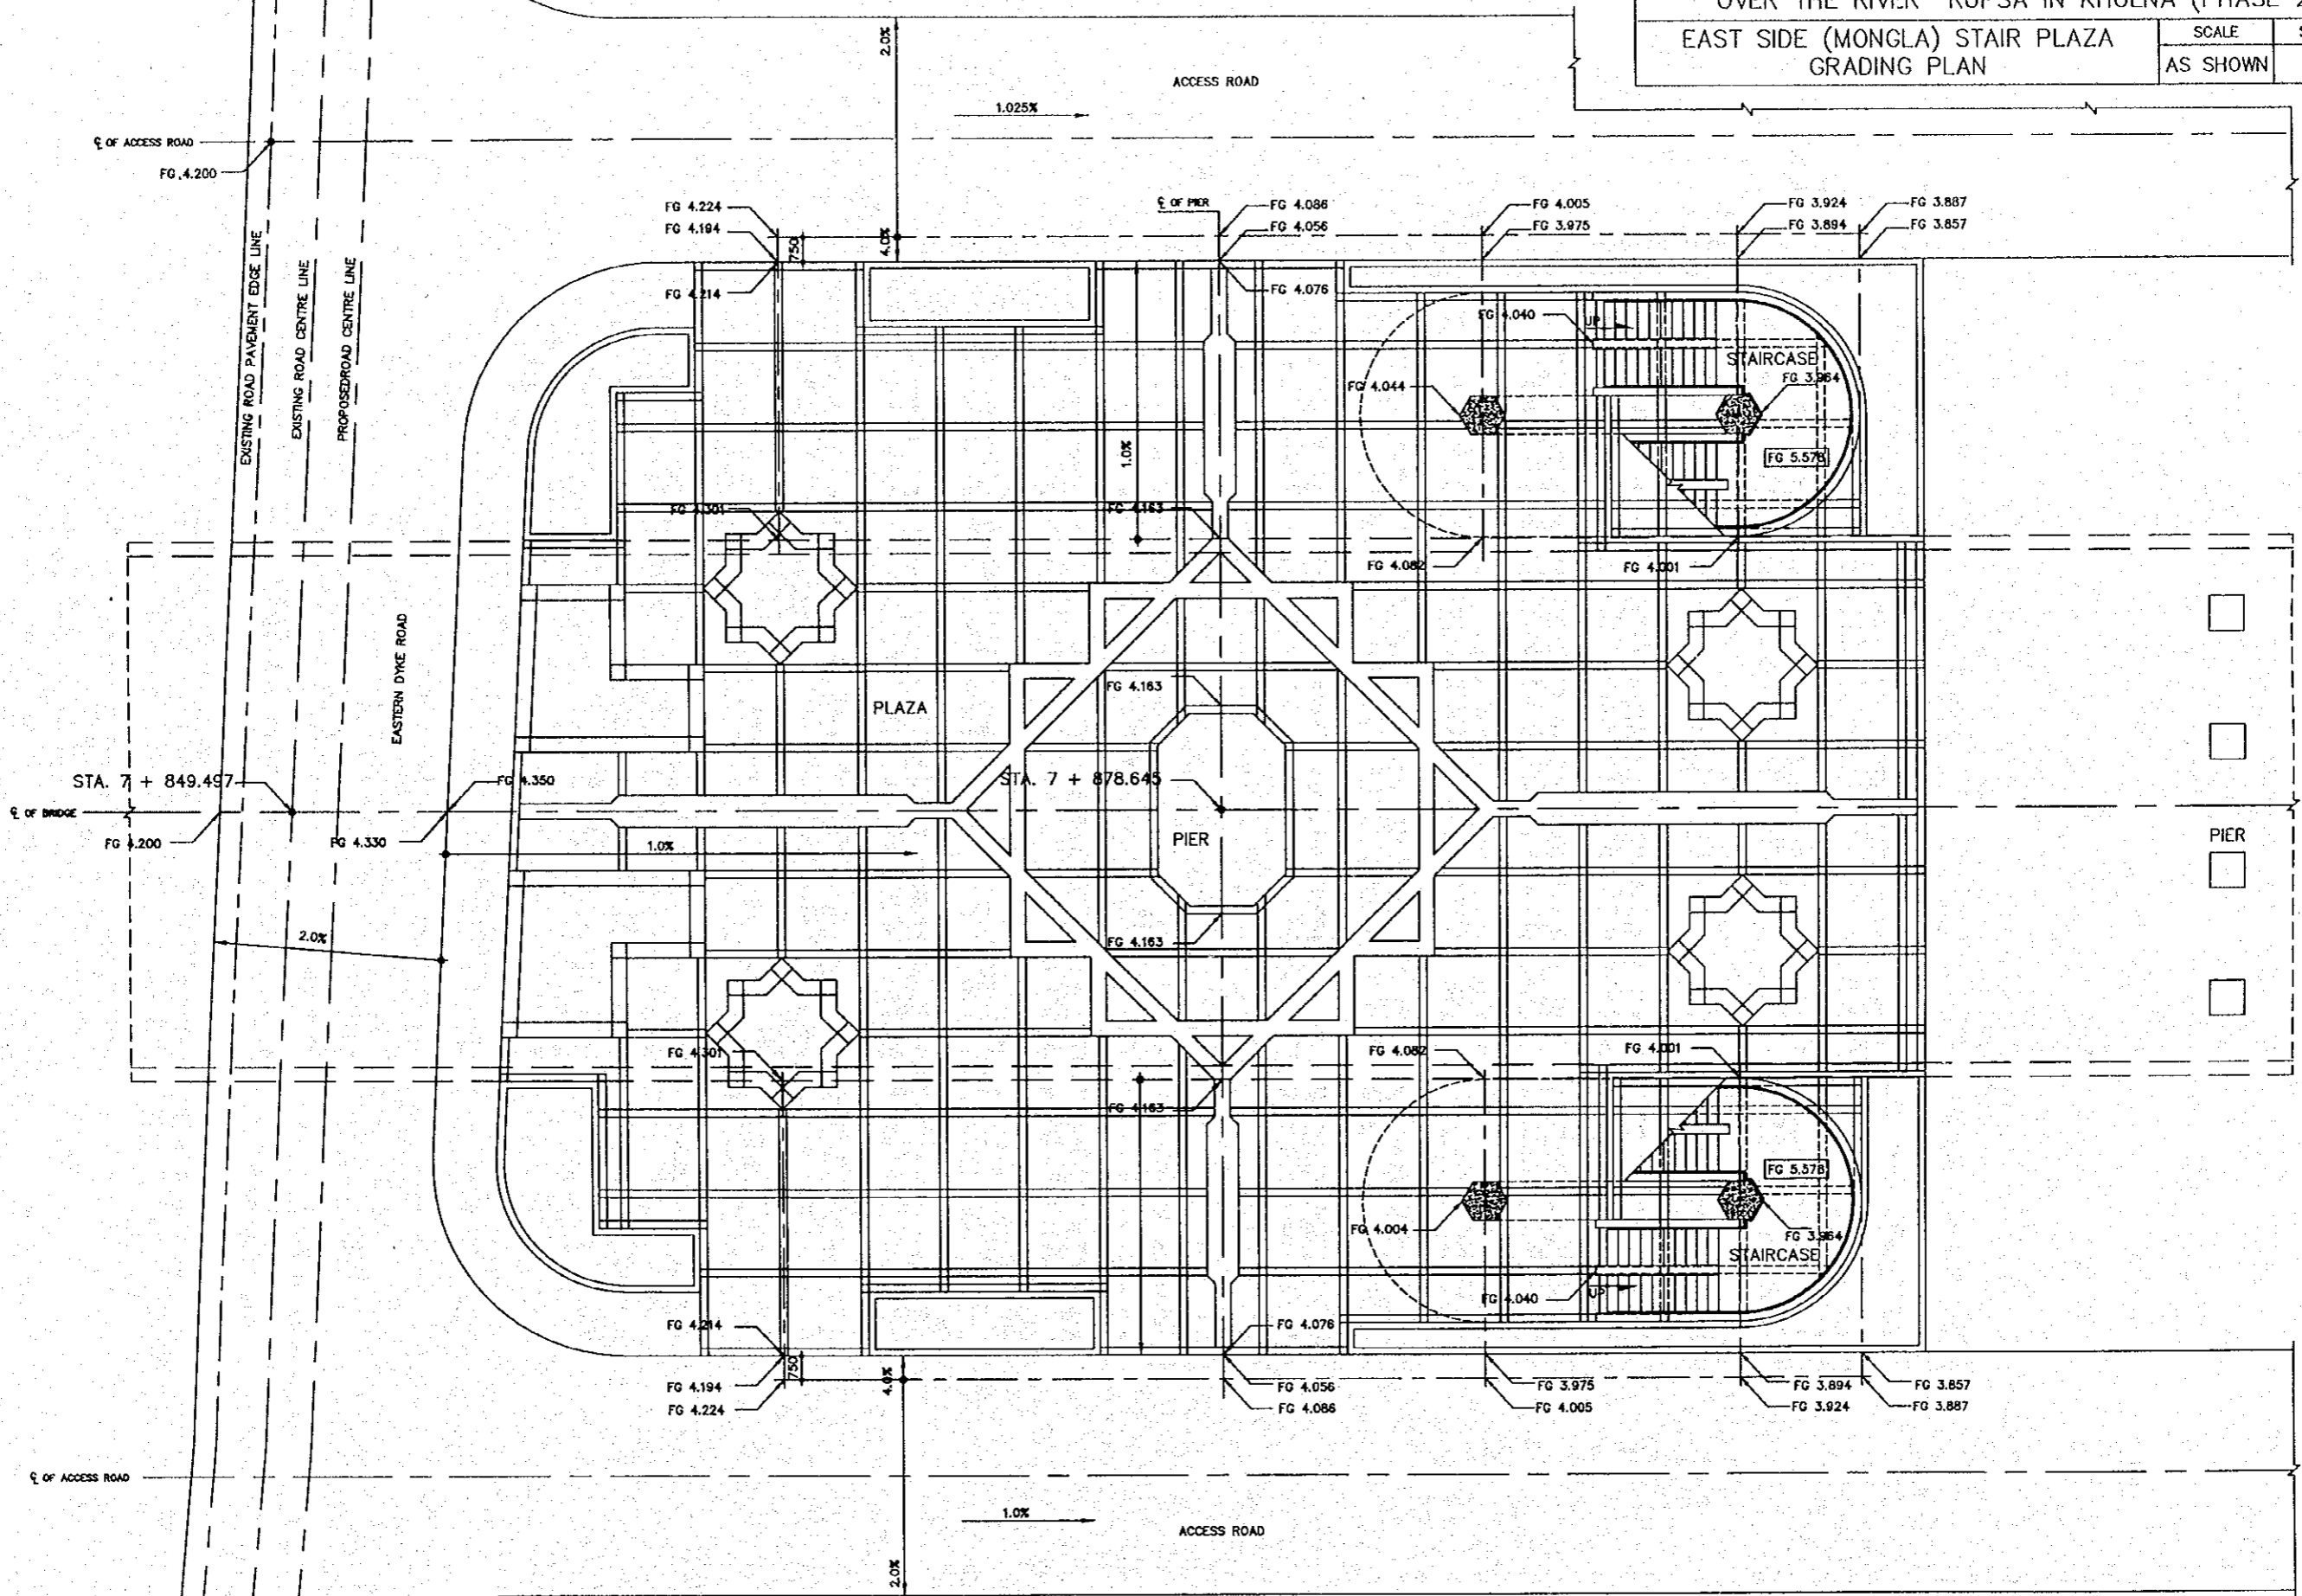 EAST SIDE (MONGLA) STAIR PLAZA
GRADING PLAN
SCALE
AS SHOWN
2.0%
ACCESS ROAD
1.025%
℄ OF ACCESS ROAD
FG 4.200
EXISTING ROAD PAVEMENT EDGE LINE
EXISTING ROAD CENTRE LINE
PROPOSEDROAD CENTRE LINE
FG 4.224
FG 4.194
FG 4.214
750
4.0%
℄ OF PIER
FG 4.086
FG 4.056
FG 4.076
FG 4.005
FG 3.975
FG 3.924
FG 3.894
FG 3.887
FG 3.857
FG 4.040
UP
STAIRCASE
FG 3.964
FG 4.044
1.0%
FG 5.578
FG 4.301
FG 4.163
FG 4.082
FG 4.001
EASTERN DYKE ROAD
PLAZA
FG 4.163
STA. 7 + 849.497
FG 4.350
STA. 7 + 878.645
℄ OF BRIDGE
FG 4.200
FG 4.330
1.0%
PIER
PIER
2.0%
FG 4.163
FG 4.301
FG 4.163
FG 4.082
FG 4.001
FG 5.578
FG 4.004
FG 3.964
STAIRCASE
FG 4.040
UP
FG 4.214
FG 4.194
FG 4.224
750
4.0%
FG 4.076
FG 4.056
FG 4.086
FG 3.975
FG 4.005
FG 3.894
FG 3.924
FG 3.857
FG 3.887
℄ OF ACCESS ROAD
1.0%
ACCESS ROAD
2.0%